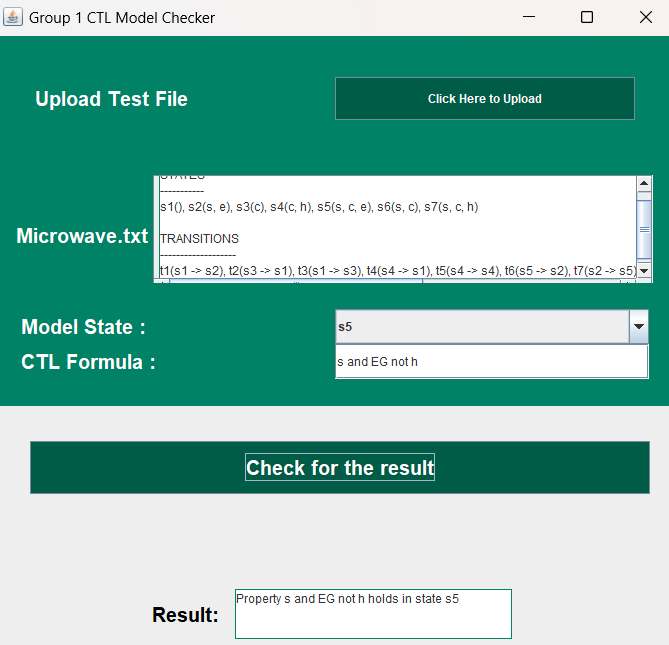 Group 1 CTL Model Checker
Upload Test File
Click Here to Upload
STATES
-----------
s1(), s2(s, e), s3(c), s4(c, h), s5(s, c, e), s6(s, c), s7(s, c, h)
Microwave.txt
TRANSITIONS
-------------------
t1(s1 -> s2), t2(s3 -> s1), t3(s1 -> s3), t4(s4 -> s1), t5(s4 -> s4), t6(s5 -> s2), t7(s2 -> s5)
Model State :
s5
CTL Formula :
s and EG not h
Check for the result
Result:
Property s and EG not h holds in state s5